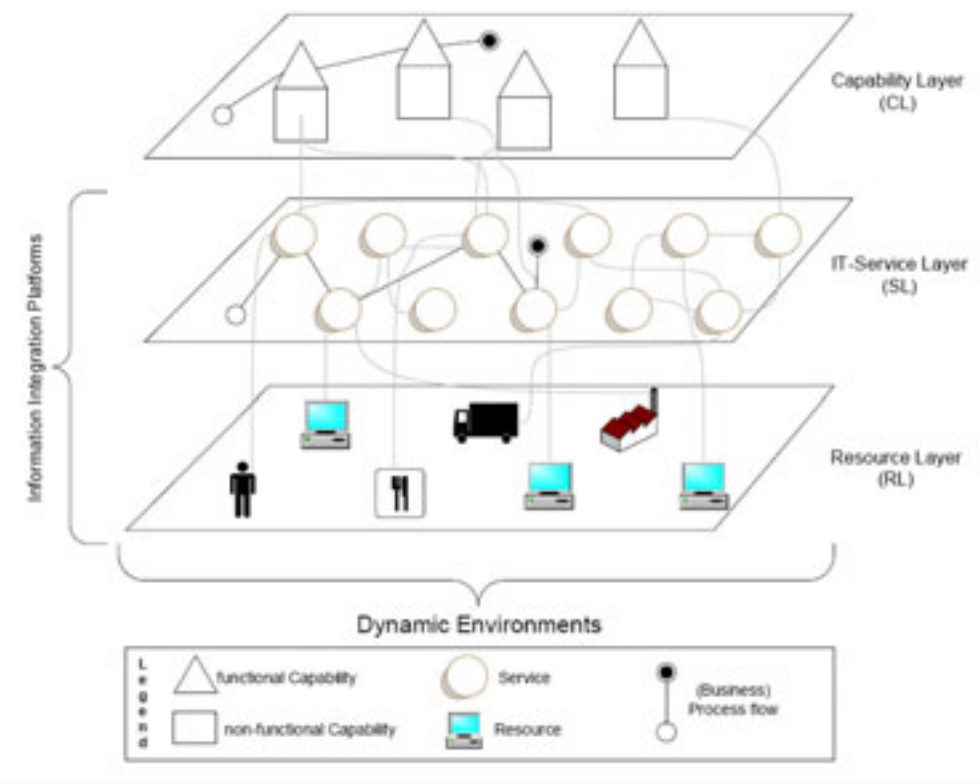 Capability Layer
(CL)
IT-Service Layer
(SL)
Information Integration Platforms
Resource Layer
(RL)
Dynamic Environments
Legend
functional Capability
Service
(Business)
Process flow
non-functional Capability
Resource